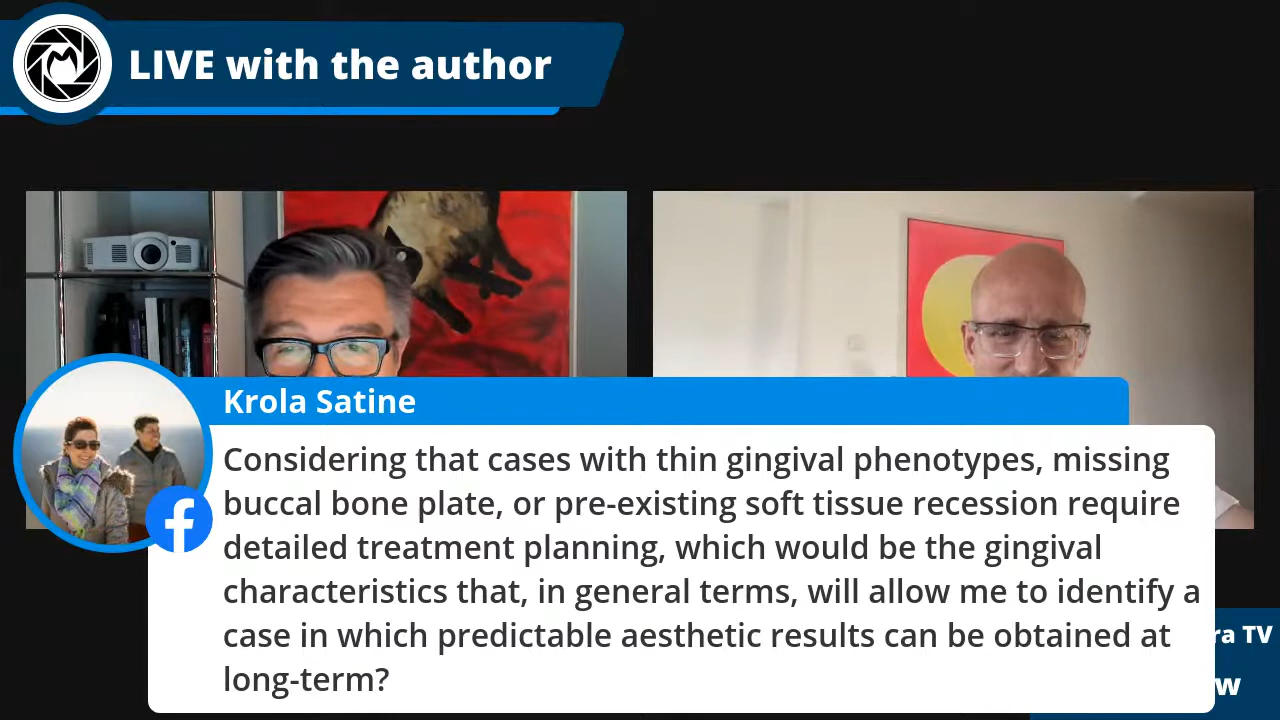 LIVE with the author
Krola Satine
Considering that cases with thin gingival phenotypes, missing
buccal bone plate, or pre-existing soft tissue recession require
detailed treatment planning, which would be the gingival
characteristics that, in general terms, will allow me to identify a
case in which predictable aesthetic results can be obtained at
long-term?
TV